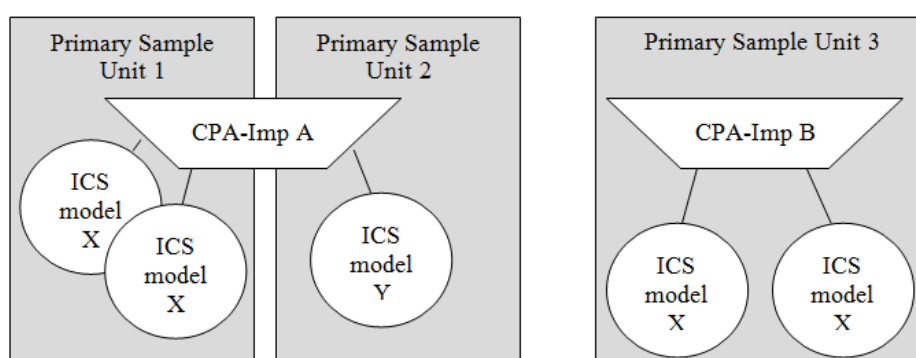 Primary Sample
Unit 1
Primary Sample
Unit 2
Primary Sample Unit 3
CPA-Imp A
CPA-Imp B
ICS
model
X
ICS
model
X
ICS
model
Y
ICS
model
X
ICS
model
X